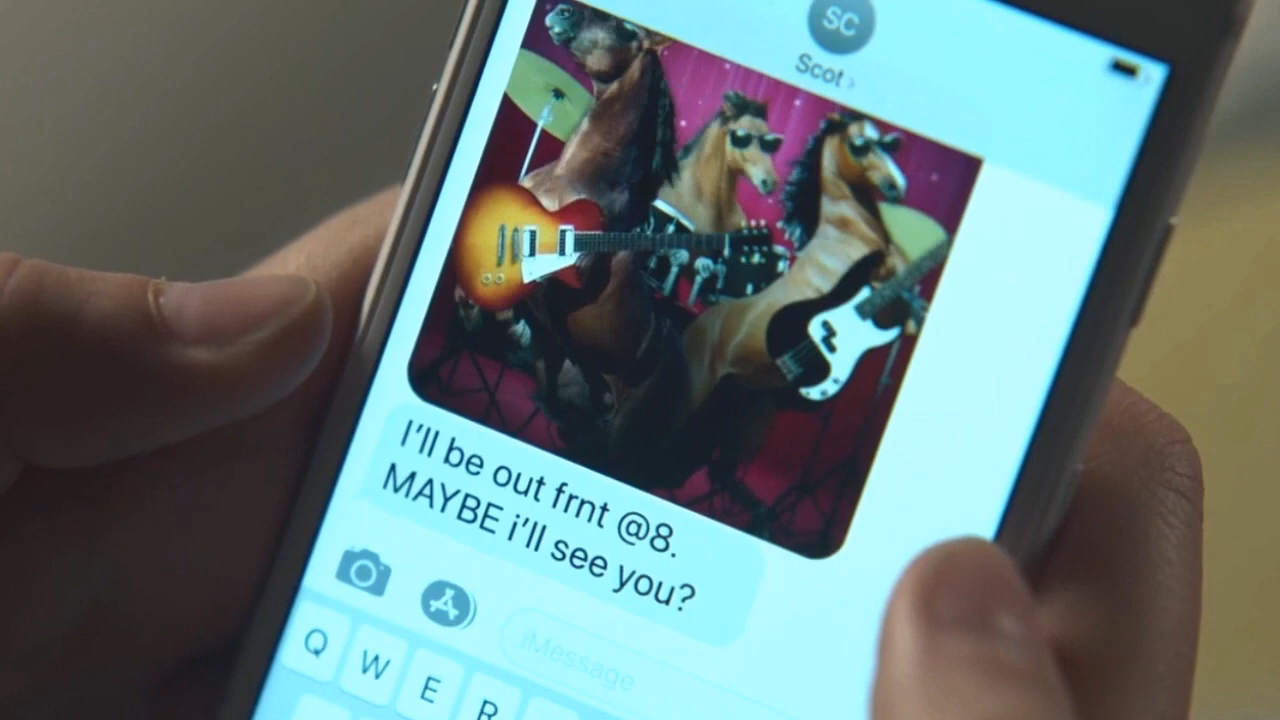 SC
Scot
I'll be out frnt @8.
MAYBE i'll see you?
iMessage
Q W E R